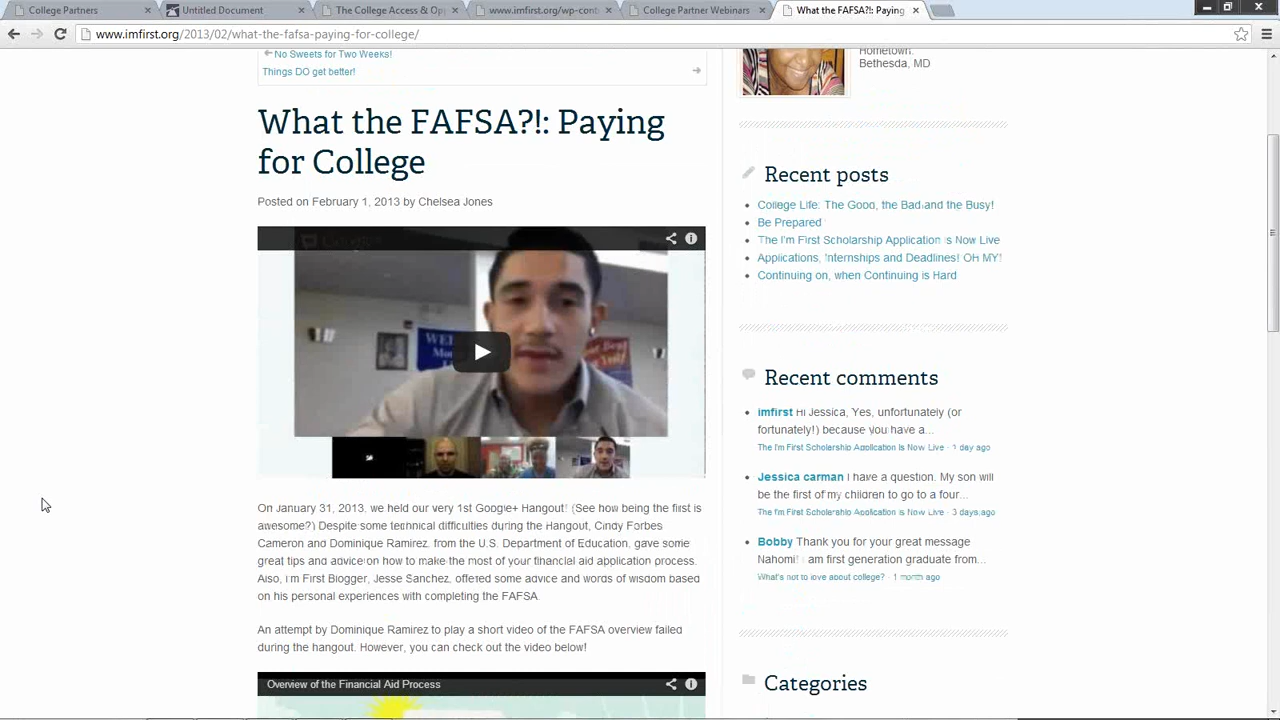 College Partners
Untitled Document
The College Access & Op
www.imfirst.org/wp-cont
College Partner Webinars
What the FAFSA?!: Paying
www.imfirst.org/2013/02/what-the-fafsa-paying-for-college/
No Sweets for Two Weeks!
Things DO get better!
Hometown:
Bethesda, MD
What the FAFSA?!: Paying
for College
Posted on February 1, 2013 by Chelsea Jones
On January 31, 2013, we held our very 1st Google+ Hangout! (See how being the first is
awesome?) Despite some technical difficulties during the Hangout, Cindy Forbes
Cameron and Dominique Ramirez, from the U.S. Department of Education, gave some
great tips and advice on how to make the most of your financial aid application process.
Also, I'm First Blogger, Jesse Sanchez, offered some advice and words of wisdom based
on his personal experiences with completing the FAFSA.
An attempt by Dominique Ramirez to play a short video of the FAFSA overview failed
during the hangout. However, you can check out the video below!
Overview of the Financial Aid Process
Recent posts
College Life: The Good, the Bad and the Busy!
Be Prepared
The I'm First Scholarship Application is Now Live
Applications, Internships and Deadlines! OH MY!
Continuing on, when Continuing is Hard
Recent comments
imfirst Hi Jessica, Yes, unfortunately (or
fortunately!) because you have a...
The I'm First Scholarship Application Is Now Live · 1 day ago
Jessica carman I have a question. My son will
be the first of my children to go to a four...
The I'm First Scholarship Application Is Now Live · 3 days ago
Bobby Thank you for your great message
Nahomi! I am first generation graduate from...
What's not to love about college? · 1 month ago
Categories